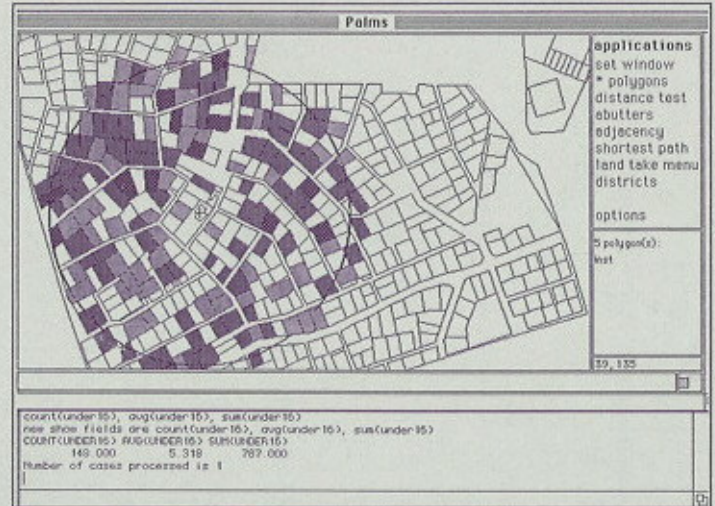 Palms
applications
set window
* polygons
distance test
abutters
adjacency
shortest path
land take menu
districts
options
5 polygon(s):
inst
39,135
count(under16), avg(under16), sum(under16)
new show fields are count(under16), avg(under16), sum(under16)
COUNT(UNDER16) AVG(UNDER16) SUM(UNDER16)
148.000 5.318 787.000
Number of cases processed is 1